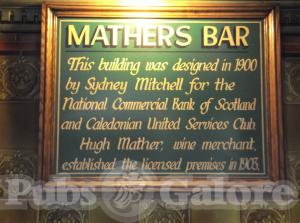 MATHERS BAR
This building was designed in 1900
by Sydney Mitchell for the
National Commercial Bank of Scotland
and Caledonian United Services Club.
Hugh Mather, wine merchant,
established the licensed premises in 1903.
Pubs Galore